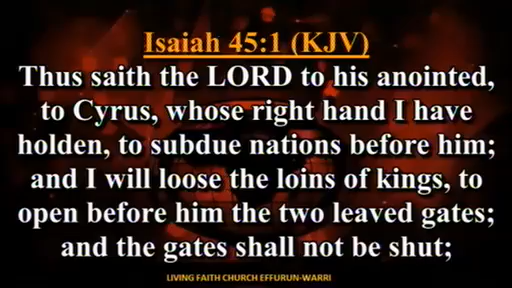 Isaiah 45:1 (KJV)
Thus saith the LORD to his anointed,
to Cyrus, whose right hand I have
holden, to subdue nations before him;
and I will loose the loins of kings, to
open before him the two leaved gates;
and the gates shall not be shut;
LIVING FAITH CHURCH EFFURUN-WARRI